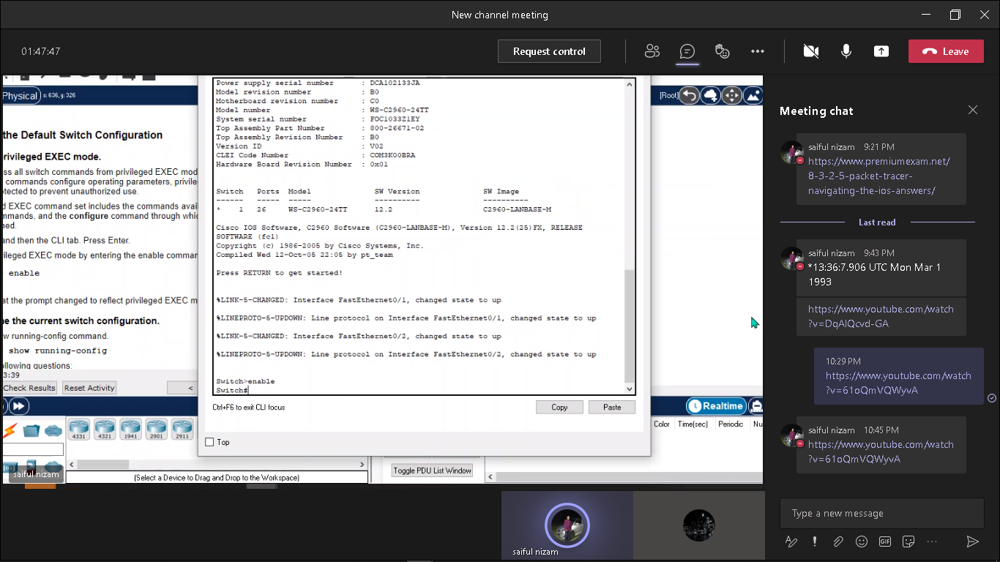 New channel meeting
01:47:47
Request control
Leave
Physical
x: 636, y: 326
[Root]
the Default Switch Configuration
rivileged EXEC mode.
ss all switch commands from privileged EXEC mod
commands configure operating parameters, privile
otected to prevent unauthorized use.
d EXEC command set includes the commands avai
mmands, and the configure command through whic
ned.
and then the CLI tab. Press Enter.
vileged EXEC mode by entering the enable comman
enable
at the prompt changed to reflect privileged EXEC m
ne the current switch configuration.
w running-config command.
show running-config
ollowing questions:
3:39
Check Results
Reset Activity
<
Power supply serial number : DCA102133JA
Model revision number : B0
Motherboard revision number : C0
Model number : WS-C2960-24TT
System serial number : FOC1033Z1EY
Top Assembly Part Number : 800-26671-02
Top Assembly Revision Number : B0
Version ID : V02
CLEI Code Number : COM3K00BRA
Hardware Board Revision Number : 0x01
Switch Ports Model SW Version SW Image
------ ----- ----- ---------- ----------
* 1 26 WS-C2960-24TT 12.2 C2960-LANBASE-M
Cisco IOS Software, C2960 Software (C2960-LANBASE-M), Version 12.2(25)FX, RELEASE
SOFTWARE (fc1)
Copyright (c) 1986-2005 by Cisco Systems, Inc.
Compiled Wed 12-Oct-05 22:05 by pt_team
Press RETURN to get started!
%LINK-5-CHANGED: Interface FastEthernet0/1, changed state to up
%LINEPROTO-5-UPDOWN: Line protocol on Interface FastEthernet0/1, changed state to up
%LINK-5-CHANGED: Interface FastEthernet0/2, changed state to up
%LINEPROTO-5-UPDOWN: Line protocol on Interface FastEthernet0/2, changed state to up
Switch>enable
Switch#
Ctrl+F6 to exit CLI focus
Copy
Paste
Top
Realtime
4331
4321
1941
2901
2911
Color Time(sec) Periodic Nu
Toggle PDU List Window
(Select a Device to Drag and Drop to the Workspace)
saiful nizam
saiful nizam
Meeting chat
saiful nizam 9:21 PM
https://www.premiumexam.net/
8-3-2-5-packet-tracer-
navigating-the-ios-answers/
Last read
saiful nizam 9:43 PM
*13:36:7.906 UTC Mon Mar 1
1993
https://www.youtube.com/watch
?v=DqAlQcvd-GA
10:29 PM
https://www.youtube.com/watch
?v=61oQmVQWyvA
saiful nizam 10:45 PM
https://www.youtube.com/watch
?v=61oQmVQWyvA
Type a new message
GIF